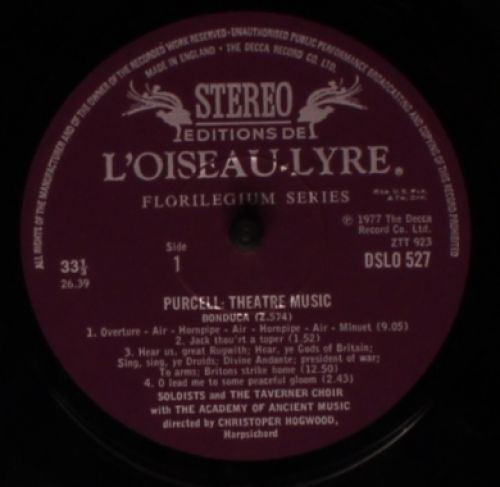 ALL RIGHTS OF THE MANUFACTURER AND OF THE OWNER OF THE RECORDED WORK RESERVED-UNAUTHORISED PUBLIC PERFORMANCE BROADCASTING AND COPYING OF THIS RECORD PROHIBITED
MADE IN ENGLAND · THE DECCA RECORD CO. LTD.
STEREO
EDITIONS DE
L'OISEAU-LYRE®
FLORILEGIUM SERIES
Reg. U.S. Pat.
& Tm. Off.
℗ 1977 The Decca
Record Co. Ltd.
ZTT 923
Side
33⅓ 1 DSLO 527
26.39
PURCELL: THEATRE MUSIC
BONDUCA (Z.574)
1. Overture - Air - Hornpipe - Air - Hornpipe - Air - Minuet (9.05)
2. Jack thou'rt a toper (1.52)
3. Hear us, great Rugwith; Hear, ye Gods of Britain;
Sing, sing, ye Druids; Divine Andante; president of war;
To arms; Britons strike home (12.50)
4. O lead me to some peaceful gloom (2.43)
SOLOISTS and THE TAVERNER CHOIR
with THE ACADEMY OF ANCIENT MUSIC
directed by CHRISTOPER HOGWOOD,
Harpsichord